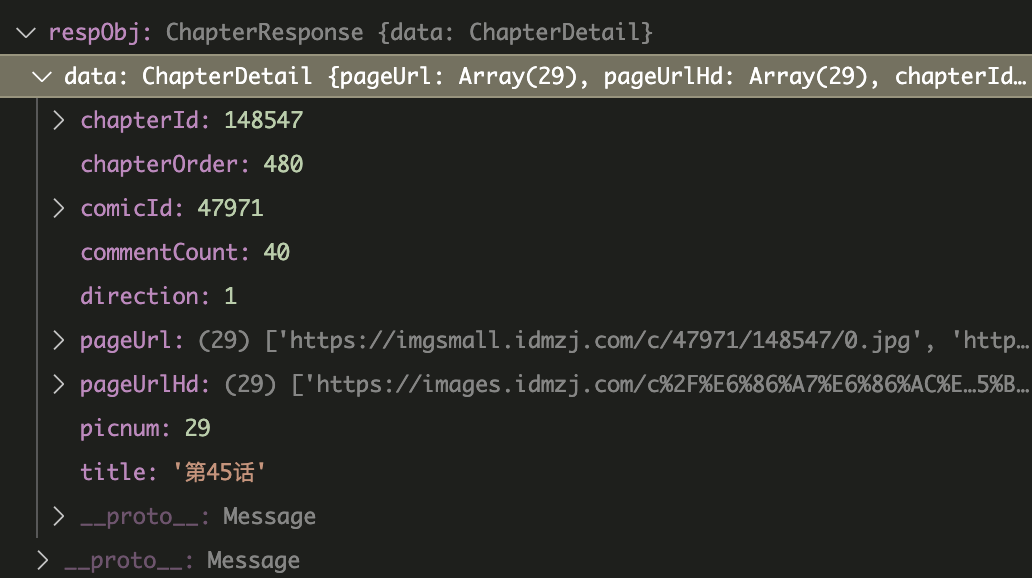 respObj: ChapterResponse {data: ChapterDetail}
data: ChapterDetail {pageUrl: Array(29), pageUrlHd: Array(29), chapterId…
chapterId: 148547
chapterOrder: 480
comicId: 47971
commentCount: 40
direction: 1
pageUrl: (29) ['https://imgsmall.idmzj.com/c/47971/148547/0.jpg', 'http…
pageUrlHd: (29) ['https://images.idmzj.com/c%2F%E6%86%A7%E6%86%AC%E…5%B…
picnum: 29
title: '第45话'
__proto__: Message
__proto__: Message